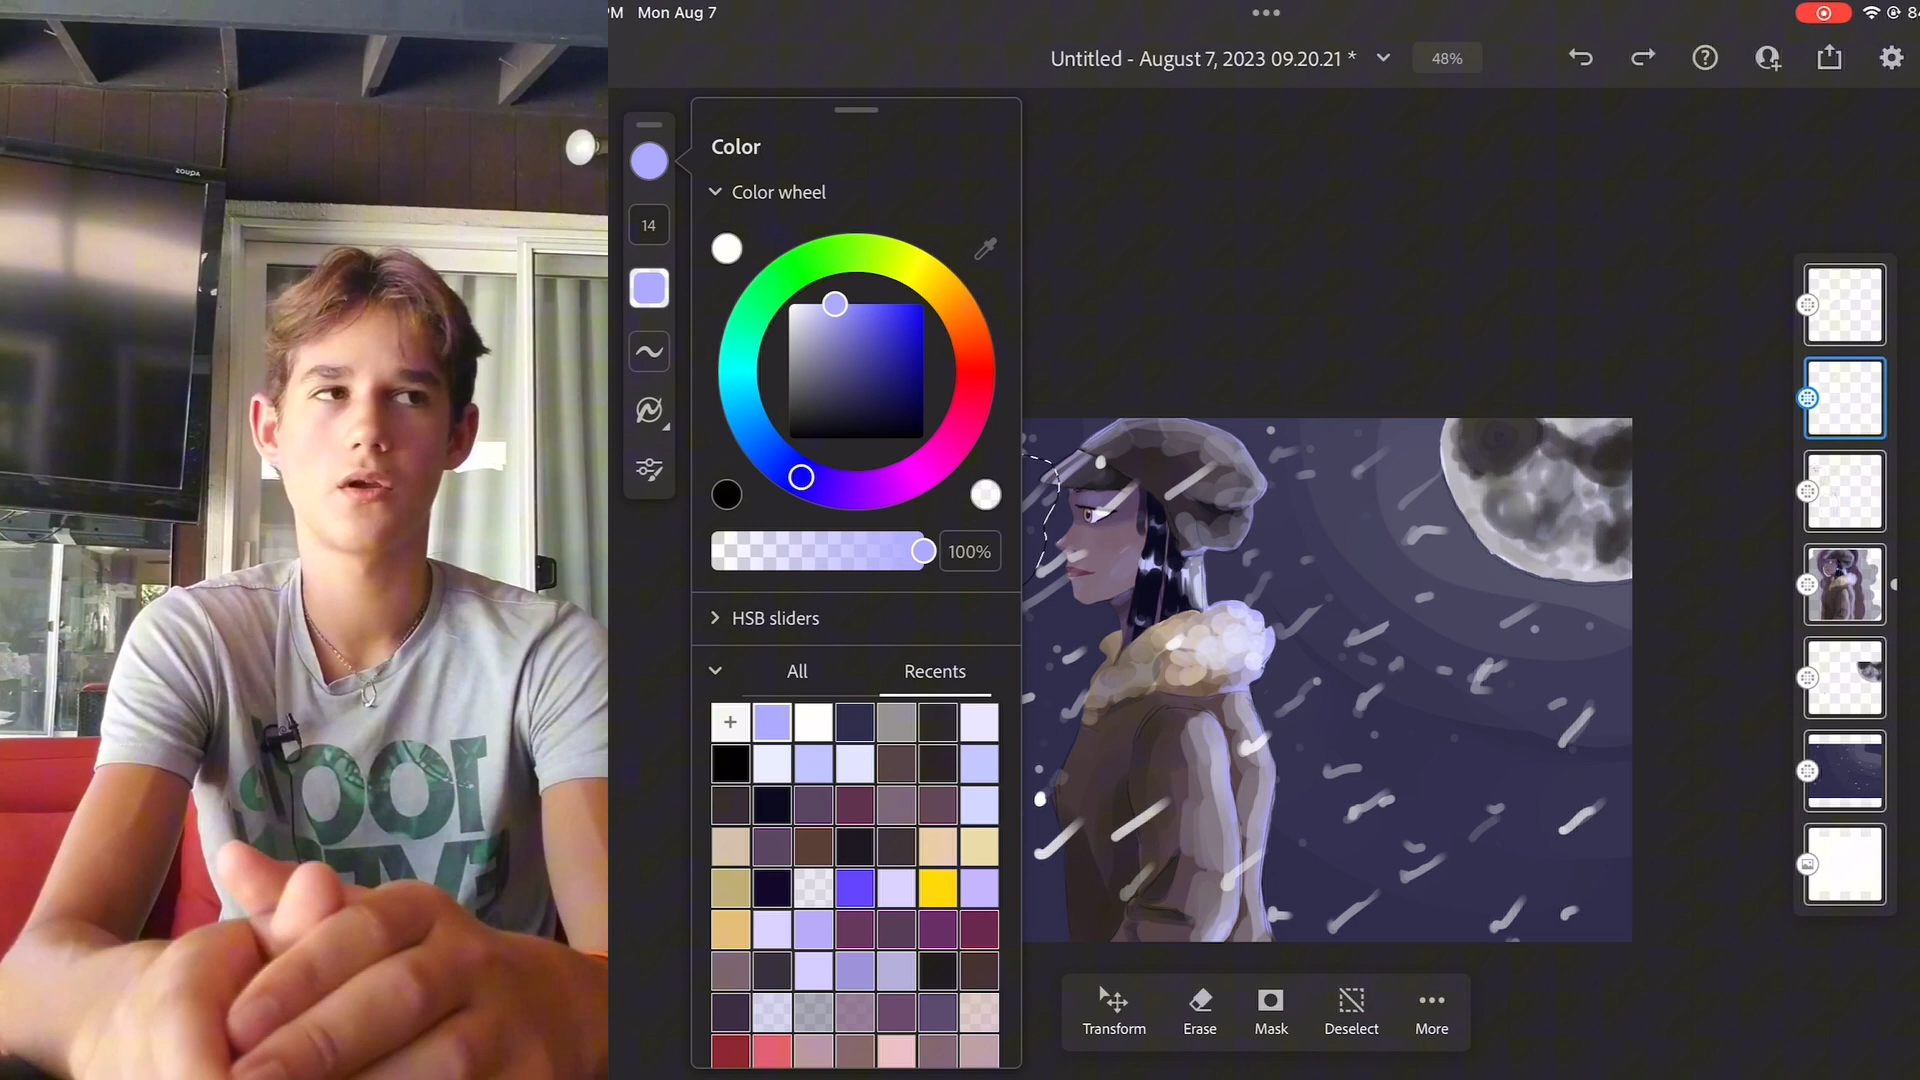 PM Mon Aug 7
Untitled - August 7, 2023 09.20.21 *
48%
Color
Color wheel
14
100%
HSB sliders
All
Recents
Transform
Erase
Mask
Deselect
More